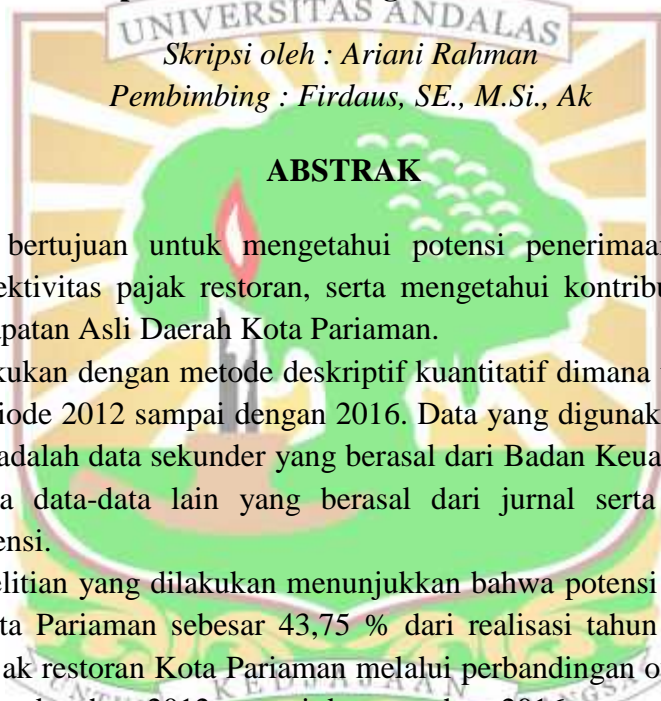 UNIVERSITAS ANDALAS
Skripsi oleh : Ariani Rahman
Pembimbing : Firdaus, SE., M.Si., Ak
ABSTRAK
bertujuan untuk mengetahui potensi penerimaan
ektivitas pajak restoran, serta mengetahui kontribu
apatan Asli Daerah Kota Pariaman.
kukan dengan metode deskriptif kuantitatif dimana
riode 2012 sampai dengan 2016. Data yang digunak
adalah data sekunder yang berasal dari Badan Keua
a data-data lain yang berasal dari jurnal serta
ensi.
elitian yang dilakukan menunjukkan bahwa potensi
ta Pariaman sebesar 43,75 % dari realisasi tahun
jak restoran Kota Pariaman melalui perbandingan
KEDJAJAAN